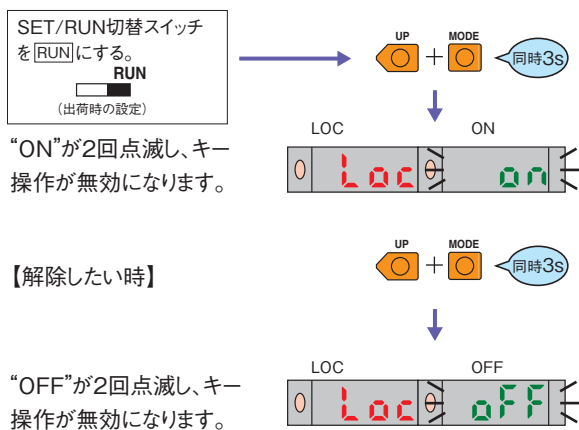 SET/RUN切替スイッチ
をRUNにする。
RUN
(出荷時の設定)
UP
MODE
+
同時3s
"ON"が2回点滅し、キー
操作が無効になります。
LOC
ON
Loc
on
【解除したい時】
UP
MODE
+
同時3s
"OFF"が2回点滅し、キー
操作が無効になります。
LOC
OFF
Loc
oFF